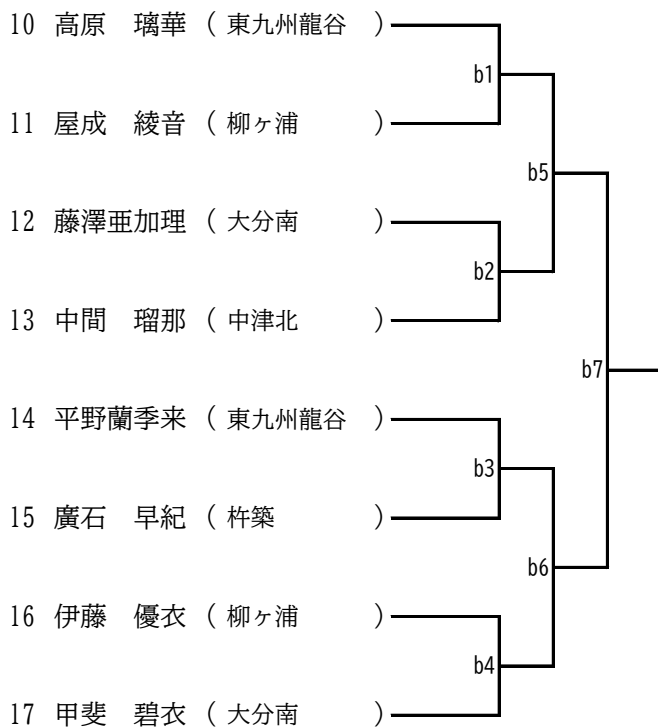 10 高原　璃華 （ 東九州龍谷 ）
b1
11 屋成　綾音 （ 柳ヶ浦 ）
b5
12 藤澤亜加理 （ 大分南 ）
b2
13 中間　瑠那 （ 中津北 ）
b7
14 平野蘭季来 （ 東九州龍谷 ）
b3
15 廣石　早紀 （ 杵築 ）
b6
16 伊藤　優衣 （ 柳ヶ浦 ）
b4
17 甲斐　碧衣 （ 大分南 ）